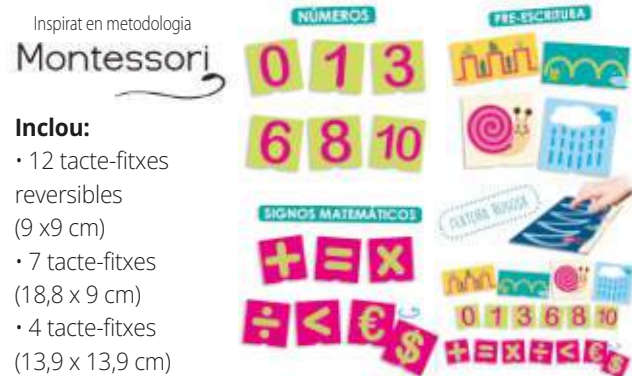 Inspirat en metodologia
Montessori
Inclou:
• 12 tacte-fitxes
reversibles
(9 x9 cm)
• 7 tacte-fitxes
(18,8 x 9 cm)
• 4 tacte-fitxes
(13,9 x 13,9 cm)
NÚMEROS
0 1 3
6 8 10
SIGNOS MATEMÁTICOS
+ = x
÷ < € $
PRE-ESCRITURA
RUGOSA
0 1 3 6 8 10
+ = x ÷ < € $